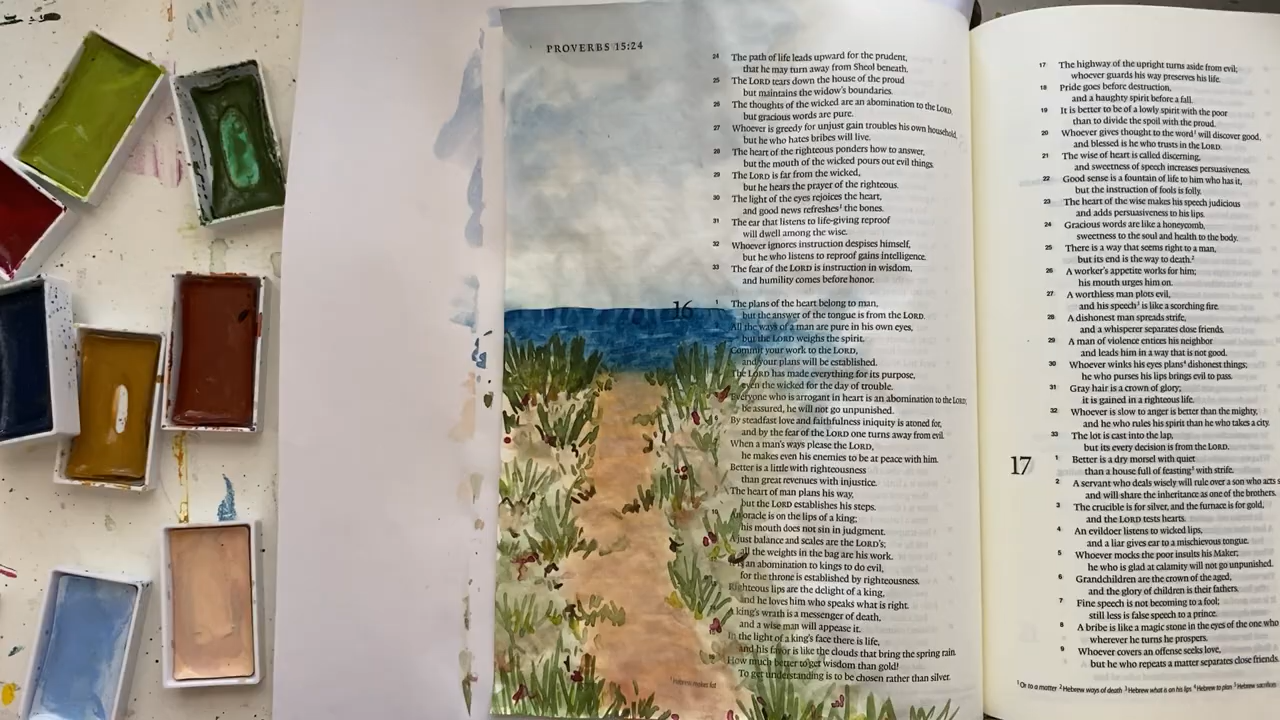 PROVERBS 15:24
24 The path of life leads upward for the prudent,
that he may turn away from Sheol beneath.
25 The LORD tears down the house of the proud
but maintains the widow's boundaries.
26 The thoughts of the wicked are an abomination to the LORD,
but gracious words are pure.
27 Whoever is greedy for unjust gain troubles his own household,
but he who hates bribes will live.
28 The heart of the righteous ponders how to answer,
but the mouth of the wicked pours out evil things.
29 The LORD is far from the wicked,
but he hears the prayer of the righteous.
30 The light of the eyes rejoices the heart,
and good news refreshes¹ the bones.
31 The ear that listens to life-giving reproof
will dwell among the wise.
32 Whoever ignores instruction despises himself,
but he who listens to reproof gains intelligence.
33 The fear of the LORD is instruction in wisdom,
and humility comes before honor.
16 1 The plans of the heart belong to man,
but the answer of the tongue is from the LORD.
All the ways of a man are pure in his own eyes,
but the LORD weighs the spirit.
Commit your work to the LORD,
and your plans will be established.
The LORD has made everything for its purpose,
even the wicked for the day of trouble.
Everyone who is arrogant in heart is an abomination to the LORD;
be assured, he will not go unpunished.
By steadfast love and faithfulness iniquity is atoned for,
and by the fear of the LORD one turns away from evil.
When a man's ways please the LORD,
he makes even his enemies to be at peace with him.
Better is a little with righteousness
than great revenues with injustice.
The heart of man plans his way,
but the LORD establishes his steps.
An oracle is on the lips of a king;
his mouth does not sin in judgment.
A just balance and scales are the LORD's;
all the weights in the bag are his work.
It is an abomination to kings to do evil,
for the throne is established by righteousness.
Righteous lips are the delight of a king,
and he loves him who speaks what is right.
A king's wrath is a messenger of death,
and a wise man will appease it.
In the light of a king's face there is life,
and his favor is like the clouds that bring the spring rain.
How much better to get wisdom than gold!
To get understanding is to be chosen rather than silver.
¹ Hebrew makes fat
17 The highway of the upright turns aside from evil;
whoever guards his way preserves his life.
18 Pride goes before destruction,
and a haughty spirit before a fall.
19 It is better to be of a lowly spirit with the poor
than to divide the spoil with the proud.
20 Whoever gives thought to the word¹ will discover good,
and blessed is he who trusts in the LORD.
21 The wise of heart is called discerning,
and sweetness of speech increases persuasiveness.
22 Good sense is a fountain of life to him who has it,
but the instruction of fools is folly.
23 The heart of the wise makes his speech judicious
and adds persuasiveness to his lips.
24 Gracious words are like a honeycomb,
sweetness to the soul and health to the body.
25 There is a way that seems right to a man,
but its end is the way to death.²
26 A worker's appetite works for him;
his mouth urges him on.
27 A worthless man plots evil,
and his speech³ is like a scorching fire.
28 A dishonest man spreads strife,
and a whisperer separates close friends.
29 A man of violence entices his neighbor
and leads him in a way that is not good.
30 Whoever winks his eyes plans⁴ dishonest things;
he who purses his lips brings evil to pass.
31 Gray hair is a crown of glory;
it is gained in a righteous life.
32 Whoever is slow to anger is better than the mighty,
and he who rules his spirit than he who takes a city.
33 The lot is cast into the lap,
but its every decision is from the LORD.
17 1 Better is a dry morsel with quiet
than a house full of feasting¹ with strife.
2 A servant who deals wisely will rule over a son who acts s
and will share the inheritance as one of the brothers.
3 The crucible is for silver, and the furnace is for gold,
and the LORD tests hearts.
4 An evildoer listens to wicked lips,
and a liar gives ear to a mischievous tongue.
5 Whoever mocks the poor insults his Maker;
he who is glad at calamity will not go unpunished.
6 Grandchildren are the crown of the aged,
and the glory of children is their fathers.
7 Fine speech is not becoming to a fool;
still less is false speech to a prince.
8 A bribe is like a magic stone in the eyes of the one who
wherever he turns he prospers.
9 Whoever covers an offense seeks love,
but he who repeats a matter separates close friends.
¹ Or to a matter ² Hebrew ways of death ³ Hebrew what is on his lips ⁴ Hebrew to plan ⁵ Hebrew sacrifices